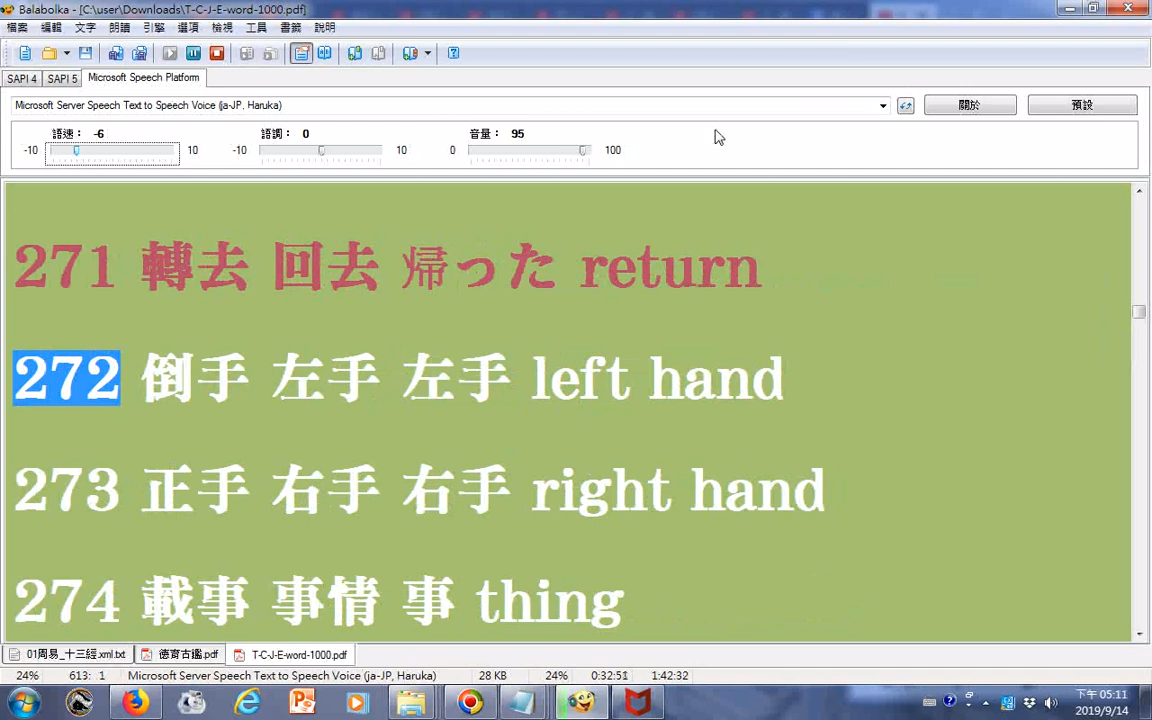 Balabolka - [C:\user\Downloads\T-C-J-E-word-1000.pdf]
檔案 編輯 文字 朗讀 引擎 選項 檢視 工具 書籤 說明
SAPI 4 SAPI 5 Microsoft Speech Platform
Microsoft Server Speech Text to Speech Voice (ja-JP, Haruka) 關於 預設
語速： -6 語調： 0 音量： 95
-10 10 -10 10 0 100
271 轉去 回去 帰った return
272 倒手 左手 左手 left hand
273 正手 右手 右手 right hand
274 載事 事情 事 thing
01周易_十三經.xml.txt 德育古鑑.pdf T-C-J-E-word-1000.pdf
24% 613: 1 Microsoft Server Speech Text to Speech Voice (ja-JP, Haruka) 28 KB 24% 0:32:51 1:42:32
下午 05:11
2019/9/14